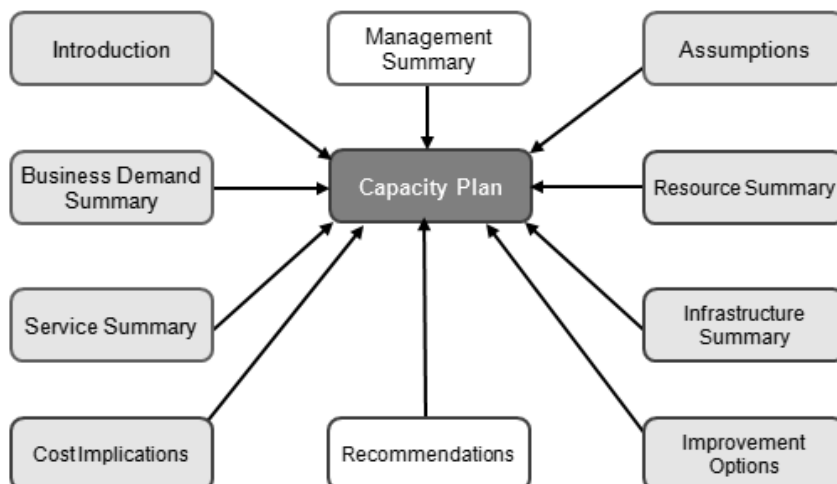 Introduction
Management
Summary
Assumptions
Business Demand
Summary
Capacity Plan
Resource Summary
Service Summary
Infrastructure
Summary
Cost Implications
Recommendations
Improvement
Options